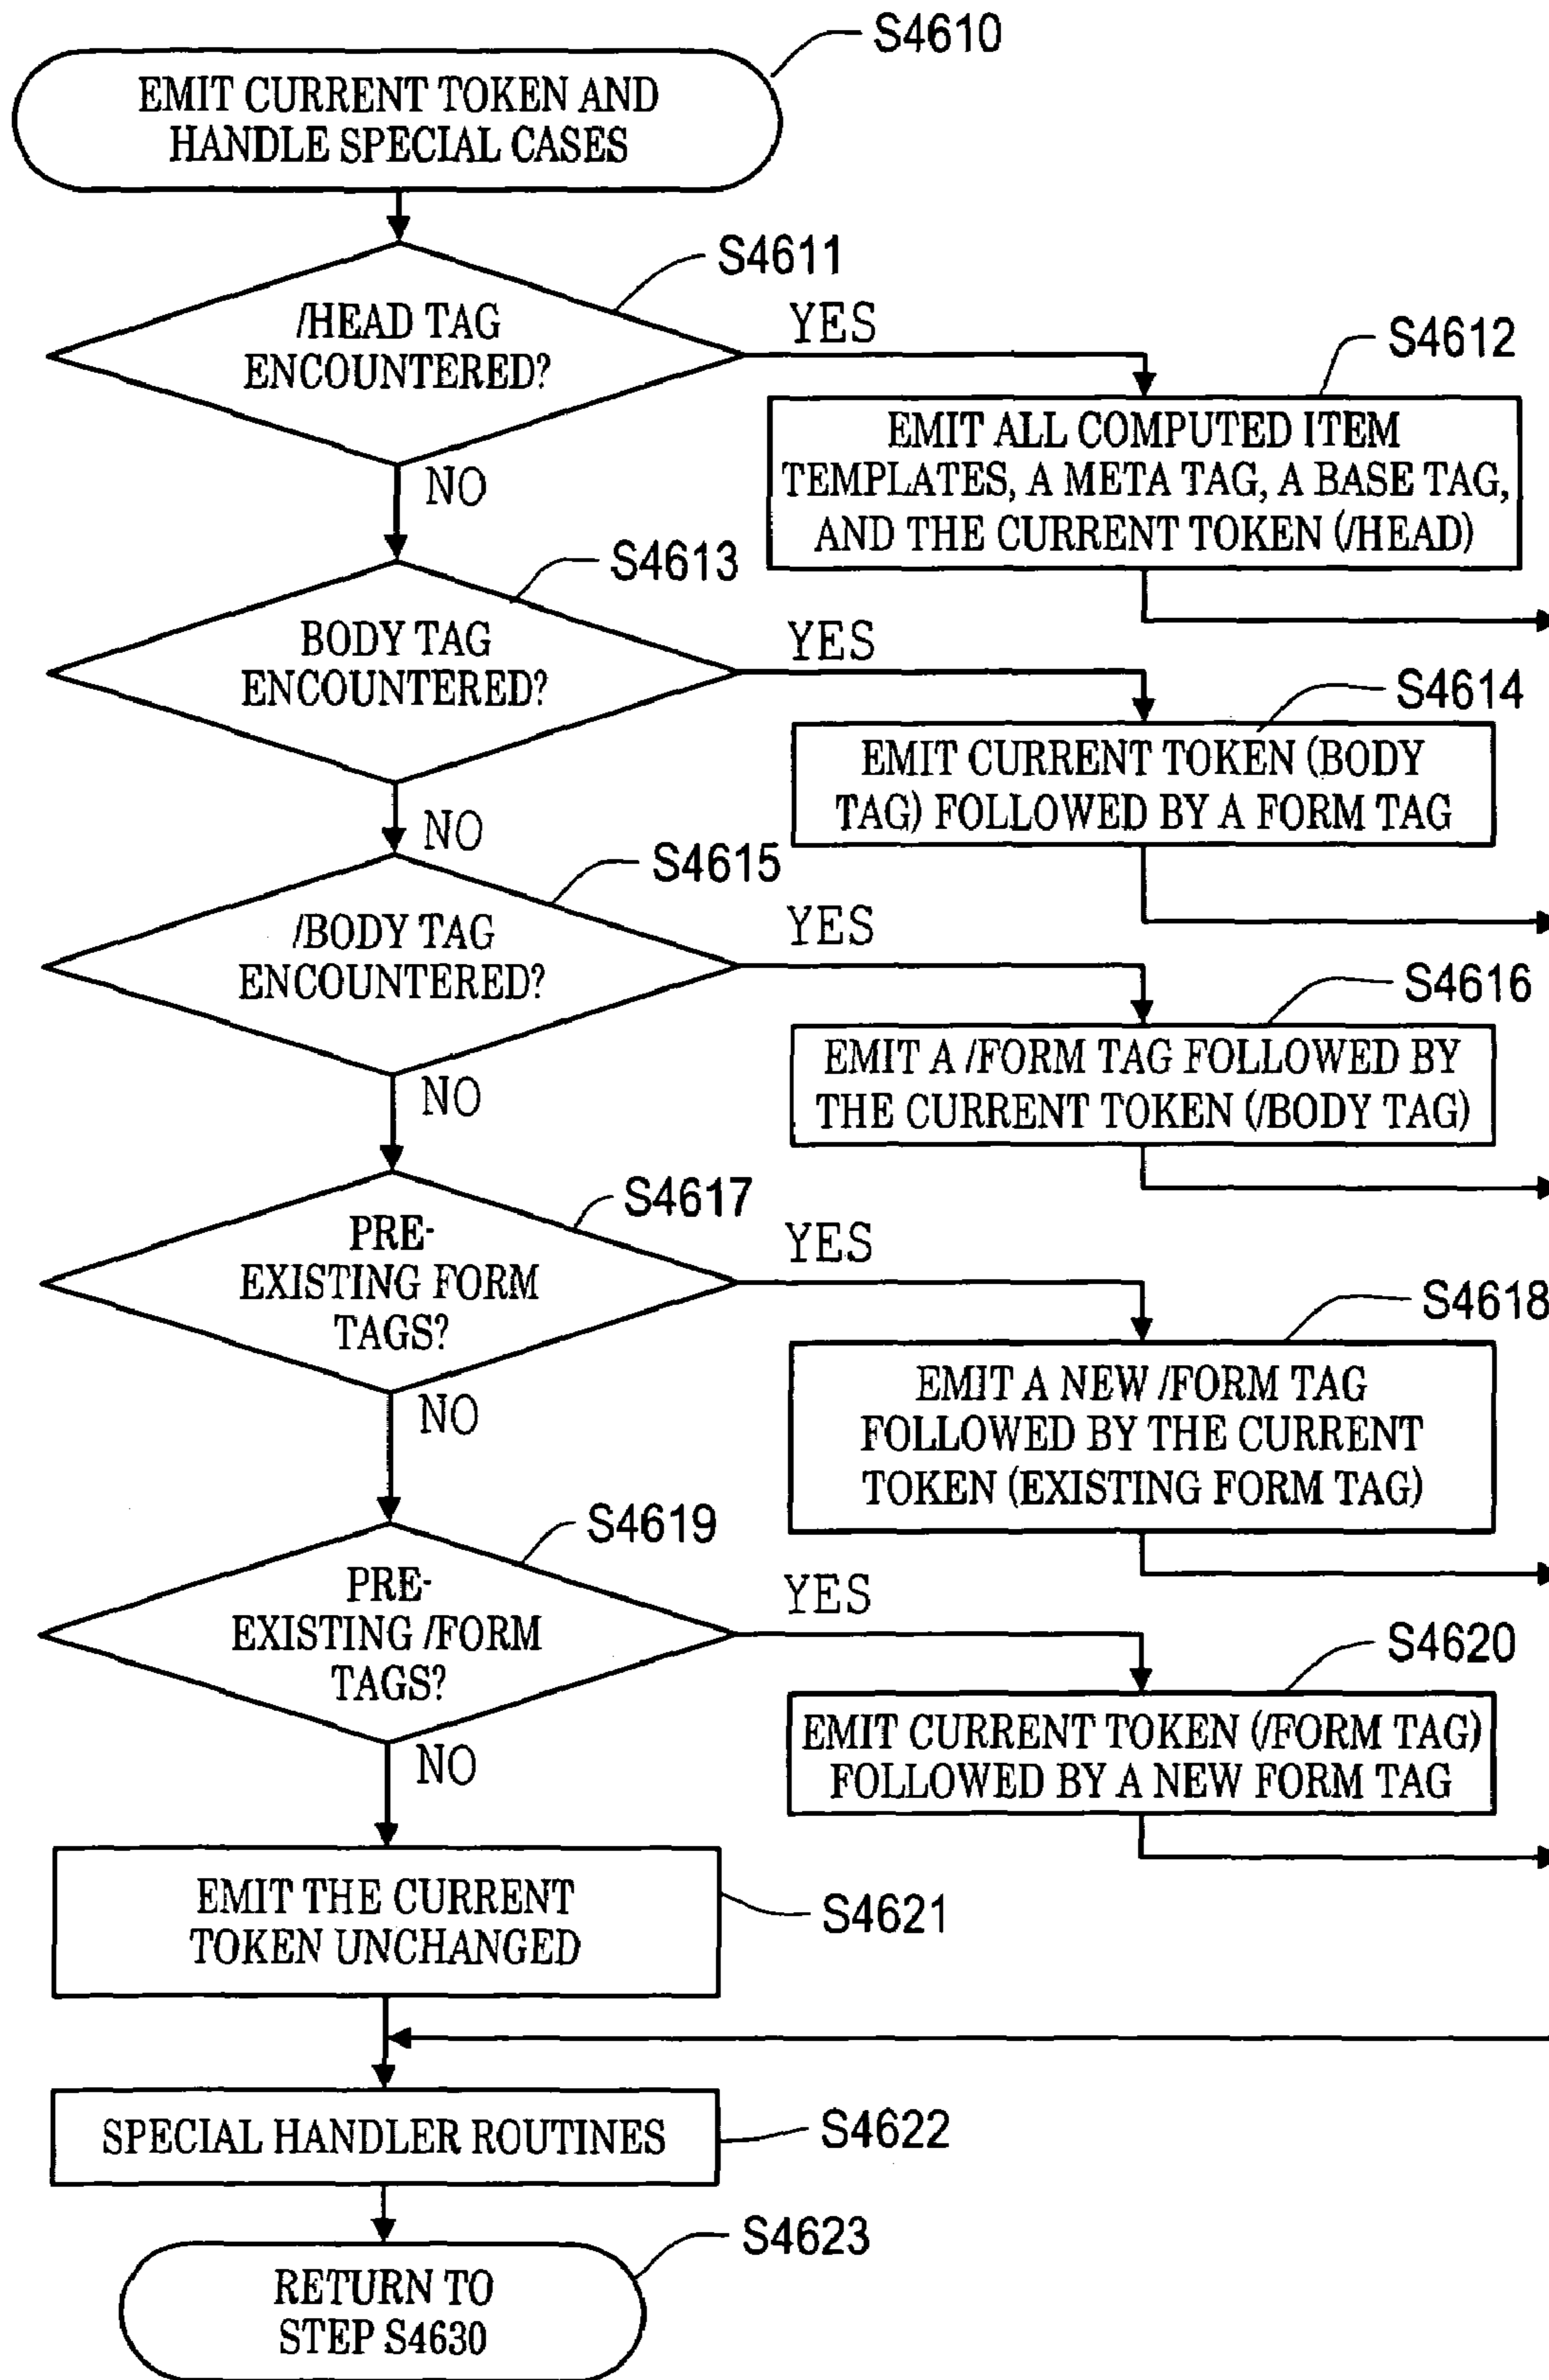 S4610
EMIT CURRENT TOKEN AND
HANDLE SPECIAL CASES
S4611
/HEAD TAG
ENCOUNTERED?
YES
NO
S4612
EMIT ALL COMPUTED ITEM
TEMPLATES, A META TAG, A BASE TAG,
AND THE CURRENT TOKEN (/HEAD)
S4613
BODY TAG
ENCOUNTERED?
YES
NO
S4614
EMIT CURRENT TOKEN (BODY
TAG) FOLLOWED BY A FORM TAG
S4615
/BODY TAG
ENCOUNTERED?
YES
NO
S4616
EMIT A /FORM TAG FOLLOWED BY
THE CURRENT TOKEN (/BODY TAG)
S4617
PRE-
EXISTING FORM
TAGS?
YES
NO
S4618
EMIT A NEW /FORM TAG
FOLLOWED BY THE CURRENT
TOKEN (EXISTING FORM TAG)
S4619
PRE-
EXISTING /FORM
TAGS?
YES
NO
S4620
EMIT CURRENT TOKEN (/FORM TAG)
FOLLOWED BY A NEW FORM TAG
EMIT THE CURRENT
TOKEN UNCHANGED
S4621
SPECIAL HANDLER ROUTINES
S4622
S4623
RETURN TO
STEP S4630